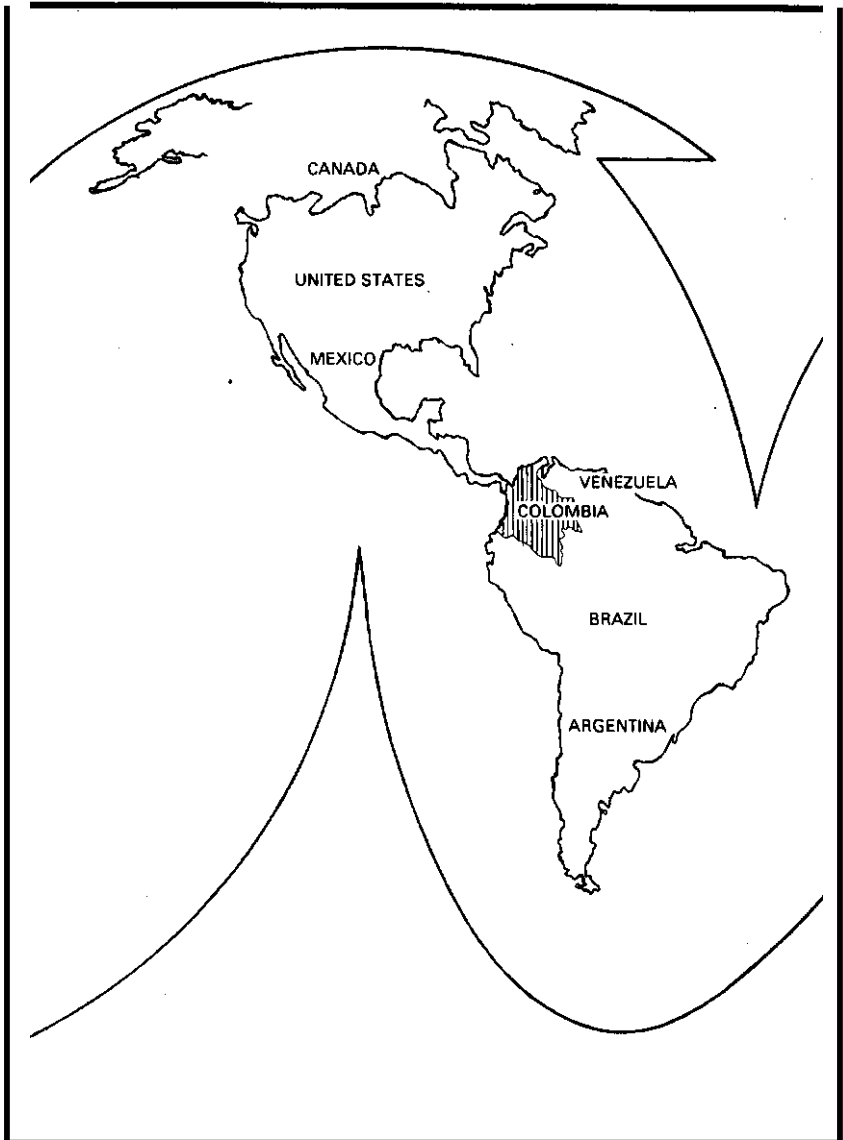 CANADA
UNITED STATES
MEXICO
VENEZUELA
COLOMBIA
BRAZIL
ARGENTINA